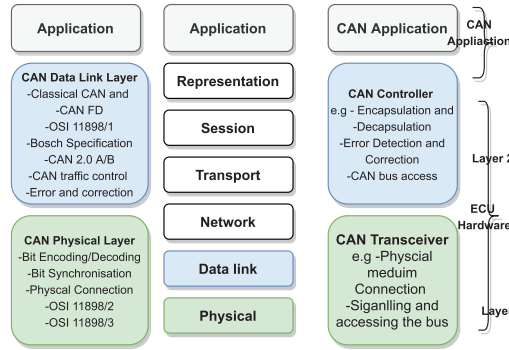 Application
CAN Data Link Layer
-Classical CAN and
-CAN FD
-OSI 11898/1
-Bosch Specification
-CAN 2.0 A/B
-CAN traffic control
-Error and correction
CAN Physical Layer
-Bit Encoding/Decoding
-Bit Synchronisation
-Physcal Connection
-OSI 11898/2
-OSI 11898/3
Application
Representation
Session
Transport
Network
Data link
Physical
CAN Application
CAN Controller
e.g - Encapsulation and
-Decapsulation
-Error Detection and
Correction
-CAN bus access
CAN Transceiver
e.g -Physcial
meduim
Connection
-Siganlling and
accessing the bus
CAN
Appliaction
Layer 2
ECU
Hardware
Laye